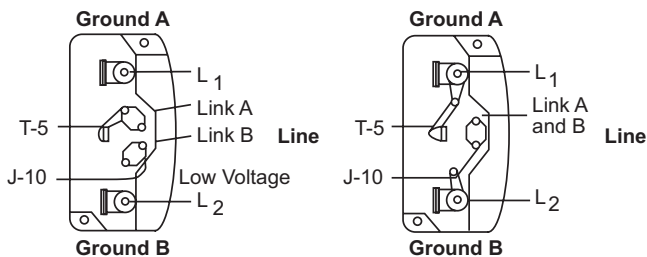 Ground A
L 1
Link A
T-5
Link B
Line
J-10
Low Voltage
L 2
Ground B
Ground A
L 1
Link A
and B
T-5
Line
J-10
L 2
Ground B